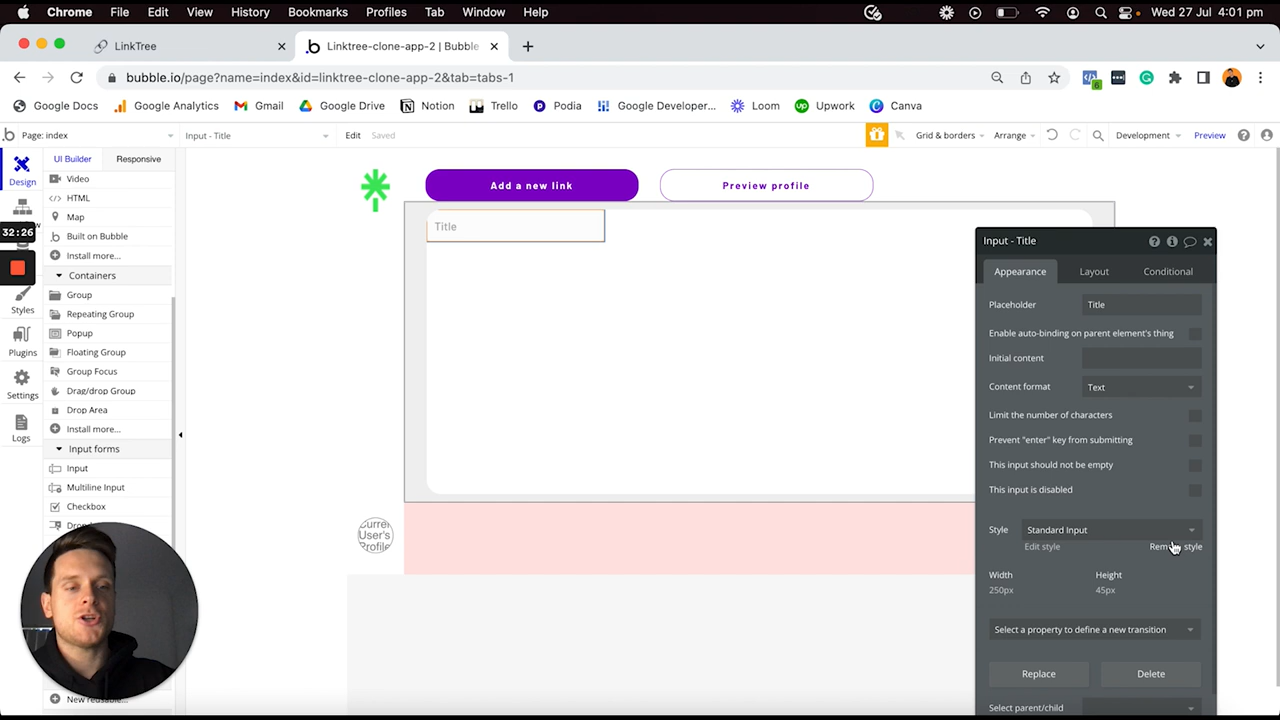 Chrome File Edit View History Bookmarks Profiles Tab Window Help Wed 27 Jul 4:01 pm
LinkTree Linktree-clone-app-2 | Bubble
bubble.io/page?name=index&id=linktree-clone-app-2&tab=tabs-1
6
Google Docs Google Analytics Gmail Google Drive Notion Trello Podia Google Developer... Loom Upwork Canva
Page: index Input - Title Edit Saved Grid & borders Arrange Development Preview
UI Builder Responsive
Design
Video
HTML
Map
Built on Bubble
32:26
Install more...
Containers
Group
Styles
Repeating Group
Popup
Plugins
Floating Group
Group Focus
Settings
Drag/drop Group
Drop Area
Logs
Install more...
Input forms
Input
Multiline Input
Checkbox
New reusable...
Add a new link Preview profile
Title
Current
User's
Profile
Input - Title
Appearance Layout Conditional
Placeholder Title
Enable auto-binding on parent element's thing
Initial content
Content format Text
Limit the number of characters
Prevent "enter" key from submitting
This input should not be empty
This input is disabled
Style Standard Input
Edit style Remove style
Width Height
250px 45px
Select a property to define a new transition
Replace Delete
Select parent/child